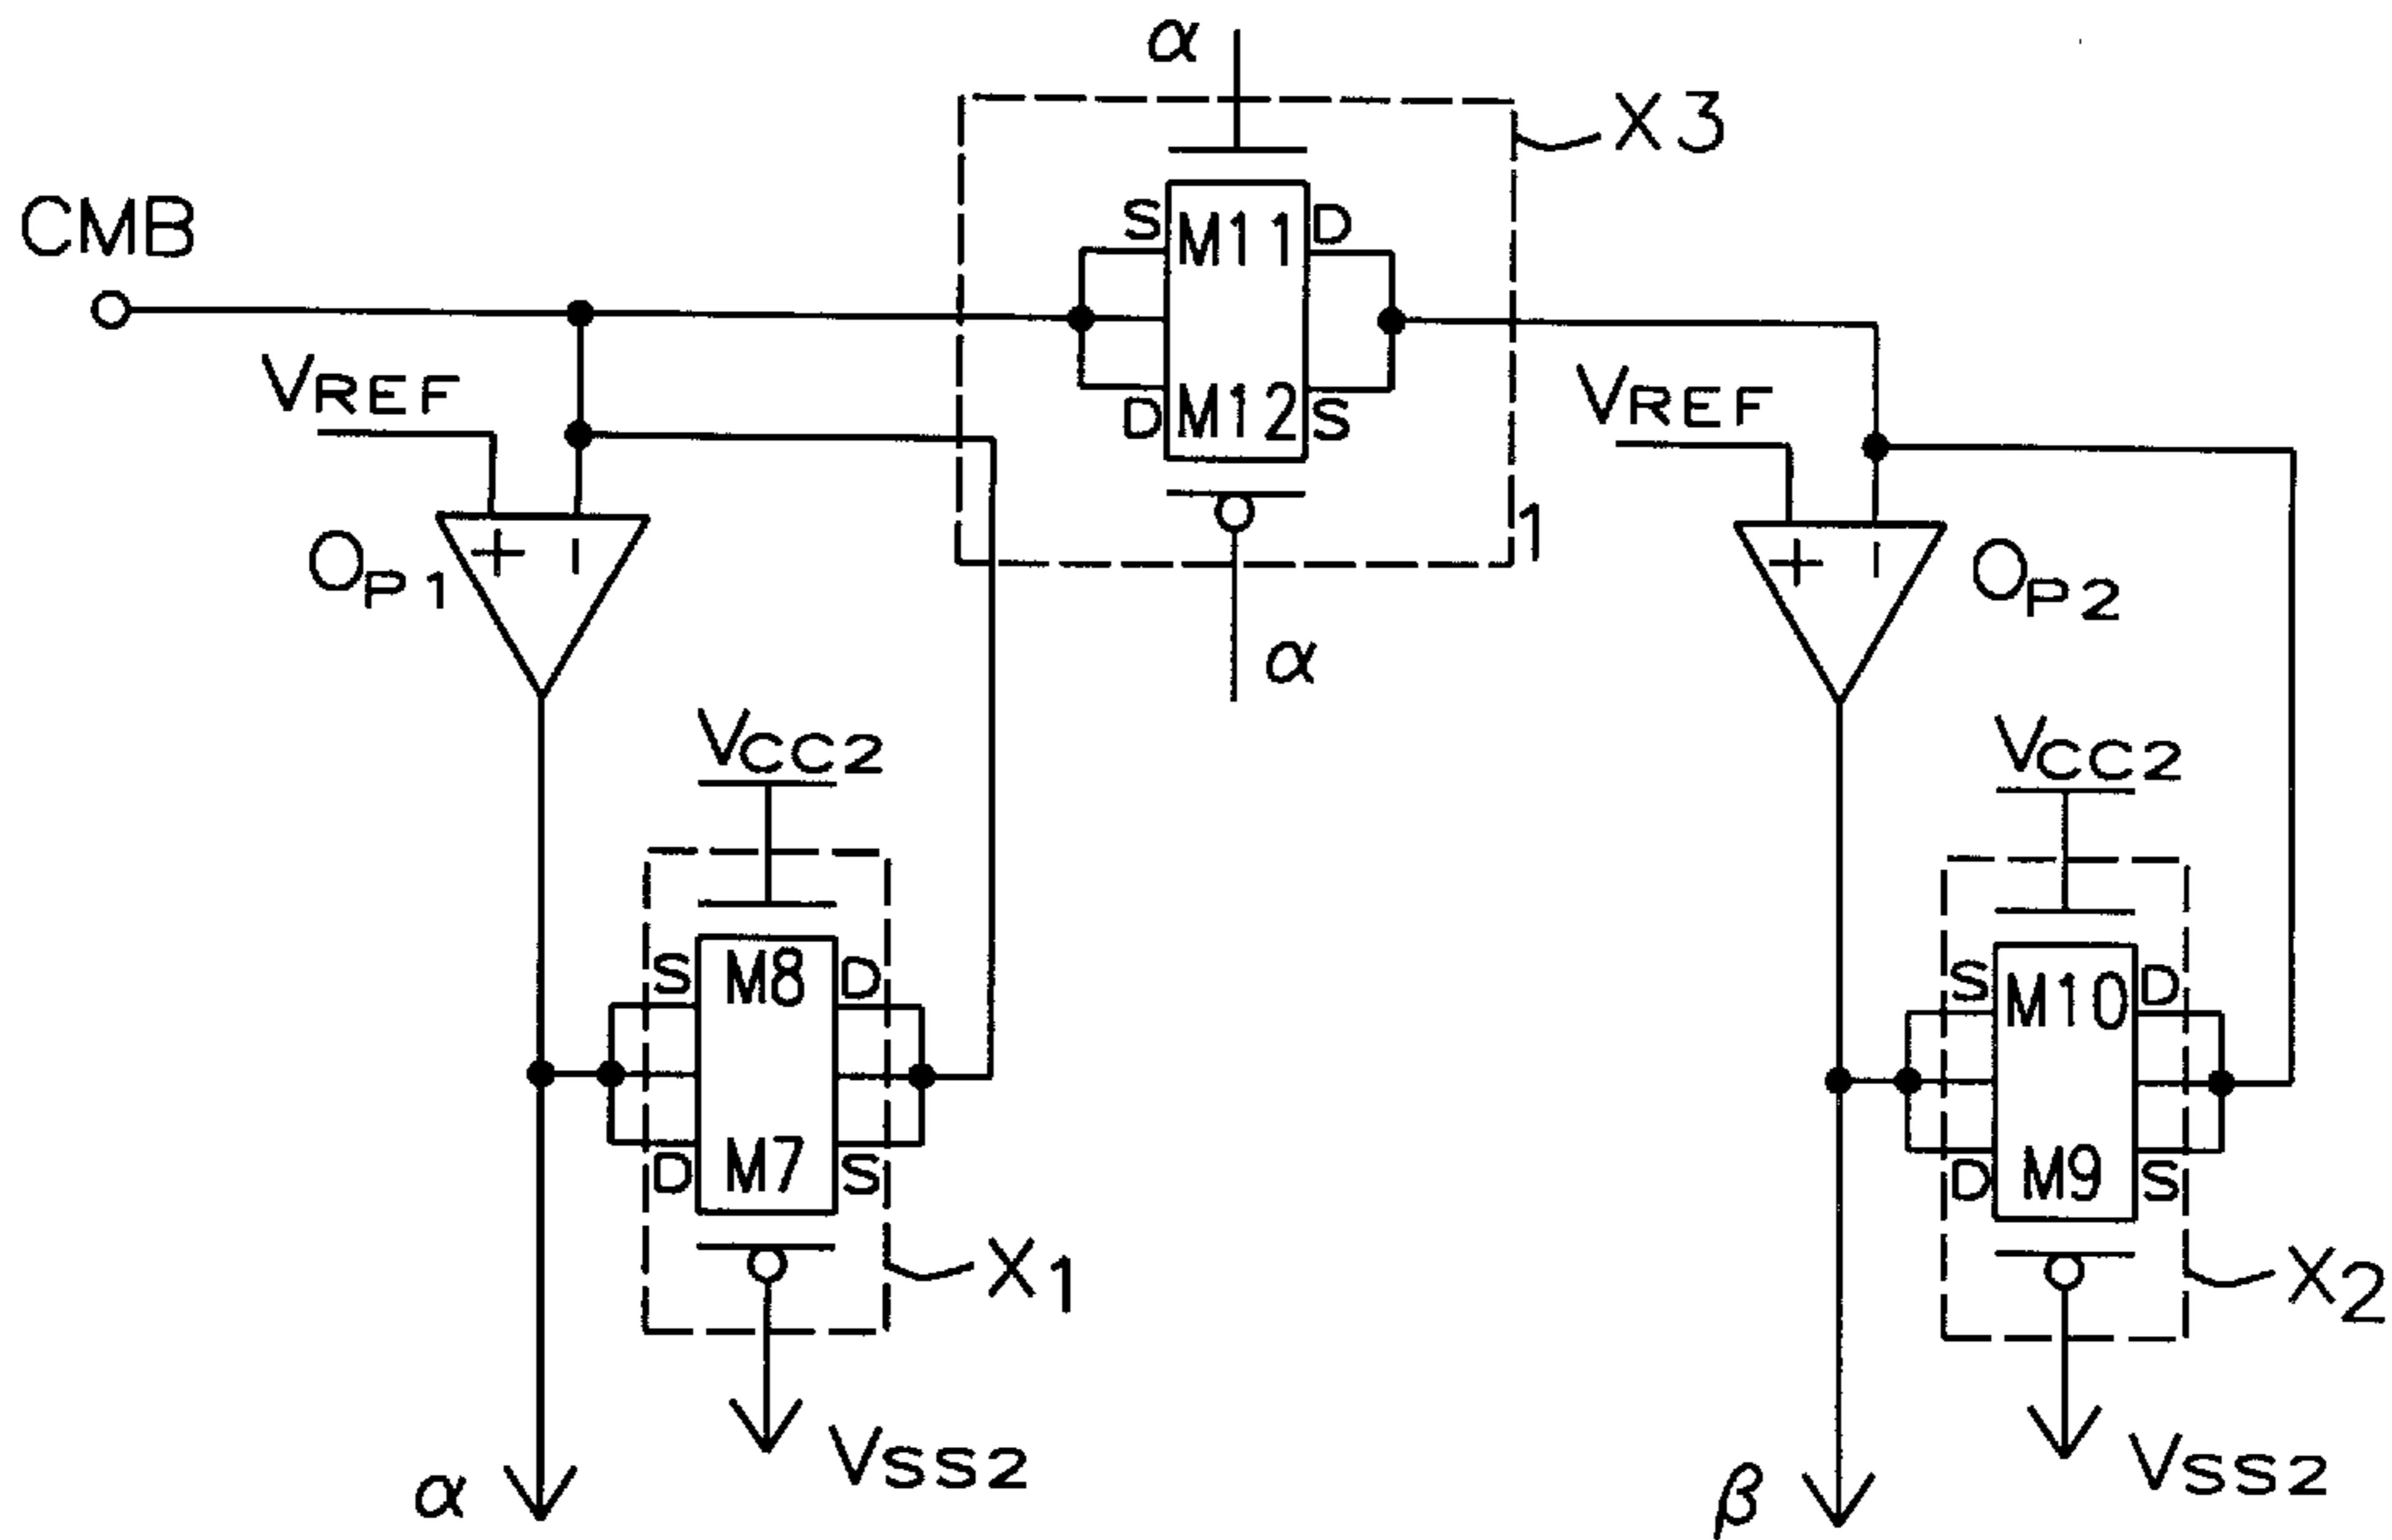 α
X3
CMB
S M11 D
VREF
D M12 S
VREF
+ −
OP1
1
+ −
OP2
α
VCC2
VCC2
S M8 D
S M10 D
D M7 S
D M9 S
X1
X2
VSS2
VSS2
α
β